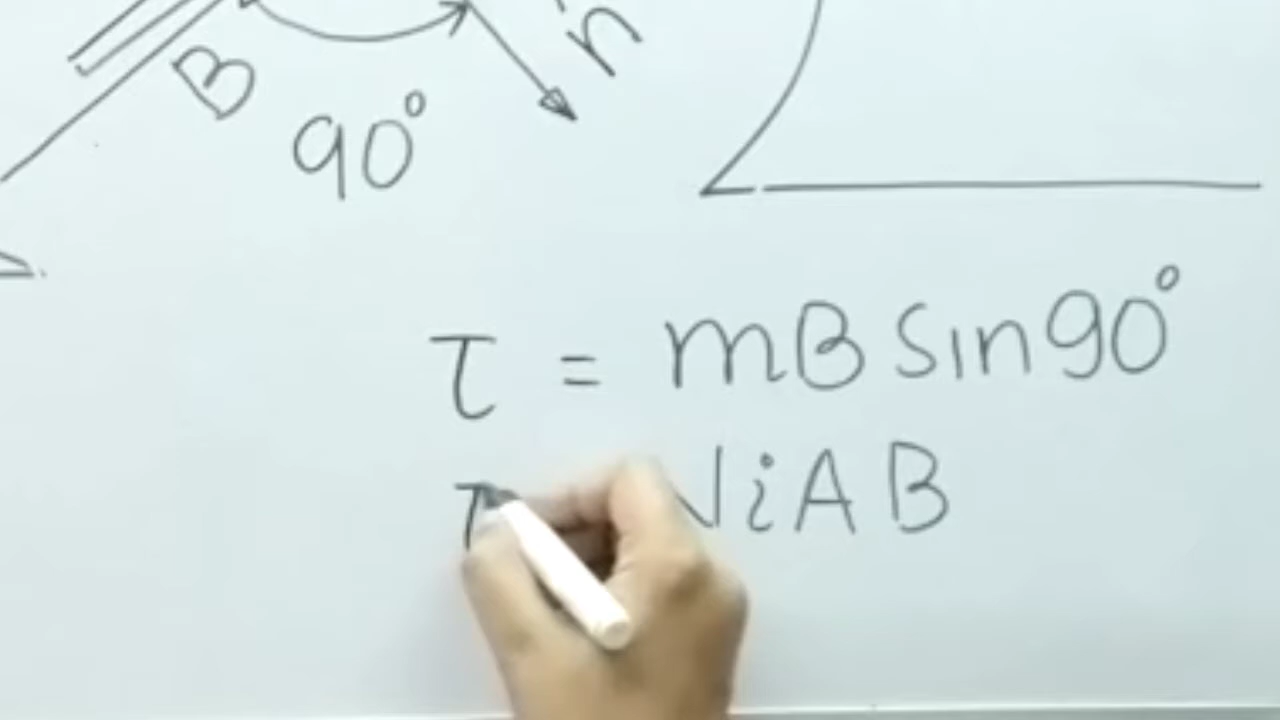 B
n
90°
τ = mB sin90°
τ NiAB